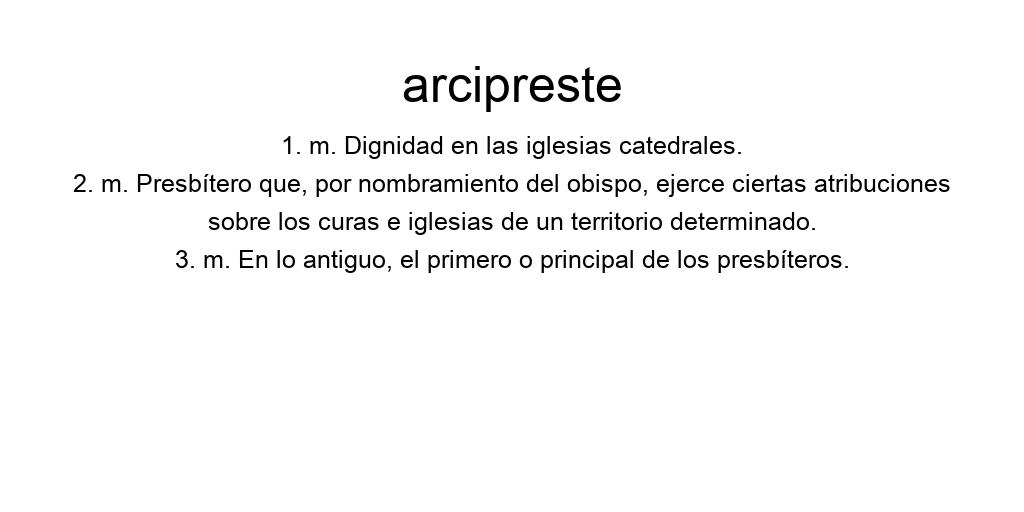 arcipreste
1. m. Dignidad en las iglesias catedrales.
2. m. Presbítero que, por nombramiento del obispo, ejerce ciertas atribuciones
sobre los curas e iglesias de un territorio determinado.
3. m. En lo antiguo, el primero o principal de los presbíteros.